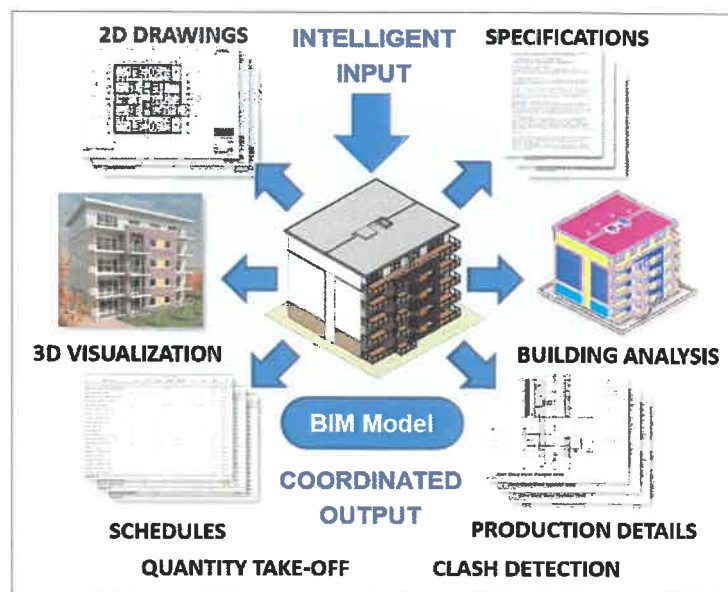 2D DRAWINGS
INTELLIGENT
INPUT
SPECIFICATIONS
3D VISUALIZATION
BUILDING ANALYSIS
BIM Model
COORDINATED
OUTPUT
SCHEDULES
PRODUCTION DETAILS
QUANTITY TAKE-OFF
CLASH DETECTION